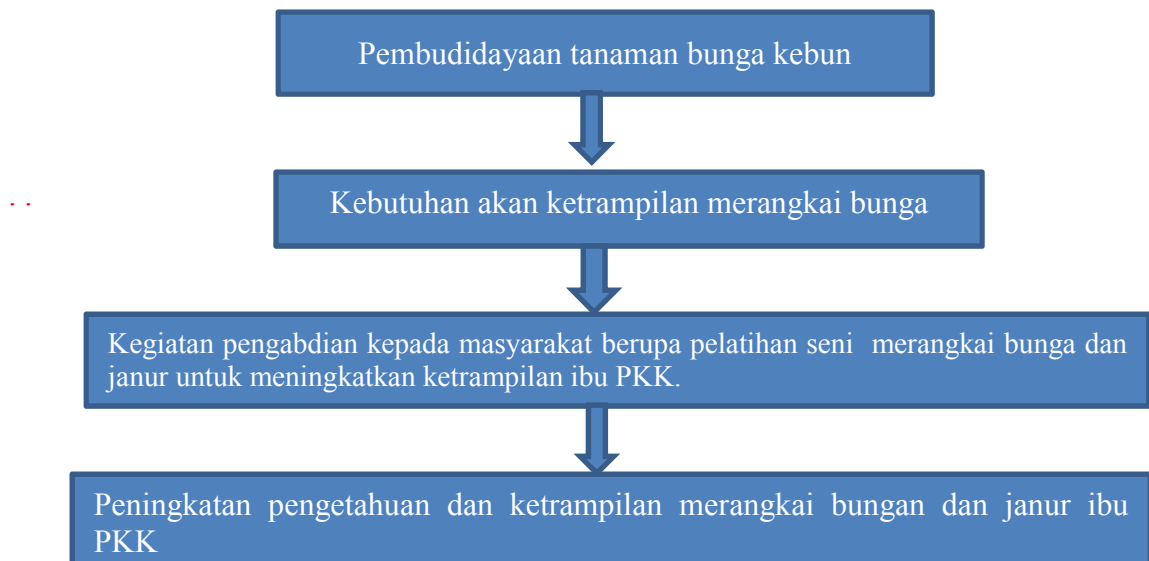 Pembudidayaan tanaman bunga kebun
Kebutuhan akan ketrampilan merangkai bunga
Kegiatan pengabdian kepada masyarakat berupa pelatihan seni merangkai bunga dan
janur untuk meningkatkan ketrampilan ibu PKK.
Peningkatan pengetahuan dan ketrampilan merangkai bungan dan janur ibu
PKK